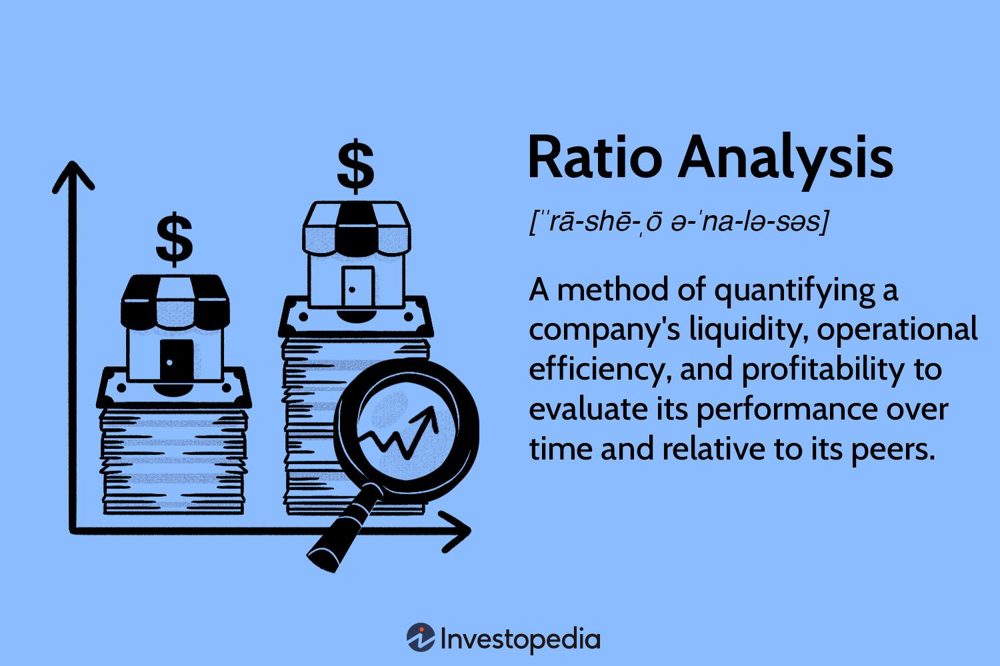 $
$
Ratio Analysis
[ˈˈrā-shē-ˌō ə-ˈna-lə-səs]
A method of quantifying a
company's liquidity, operational
efficiency, and profitability to
evaluate its performance over
time and relative to its peers.
Investopedia